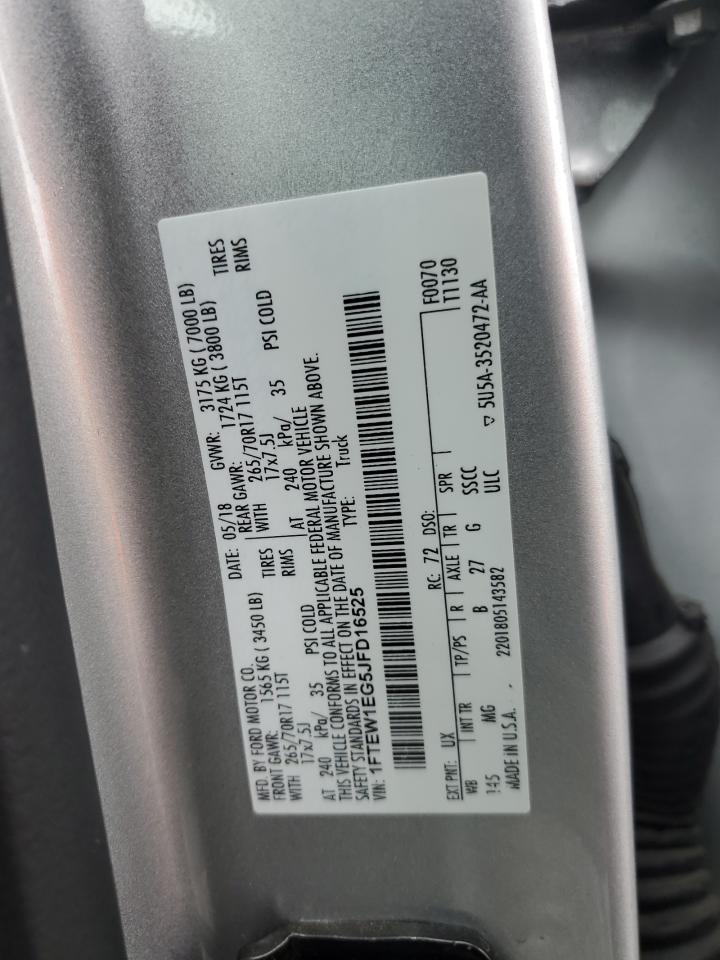 MFD. BY FORD MOTOR CO. DATE: 05/18 GVWR: 3175 KG ( 7000 LB)
FRONT GAWR: 1565 KG ( 3450 LB) REAR GAWR: 1724 KG ( 3800 LB)
WITH 265/70R17 115T TIRES WITH 265/70R17 115T TIRES
17x7.5J RIMS 17x7.5J RIMS
AT 240 kPa/ 35 PSI COLD AT 240 kPa/ 35 PSI COLD
THIS VEHICLE CONFORMS TO ALL APPLICABLE FEDERAL MOTOR VEHICLE
SAFETY STANDARDS IN EFFECT ON THE DATE OF MANUFACTURE SHOWN ABOVE.
VIN: 1FTEW1EG5JFD16525 TYPE: Truck
F0070
EXT PNT: UX RC: 72 DSO: TT1130
WB INT TR TP/PS R AXLE TR SPR
145 MG B 27 G SSCC
MADE IN U.S.A. 2201805143582 ULC ▽ 5U5A-3520472-AA